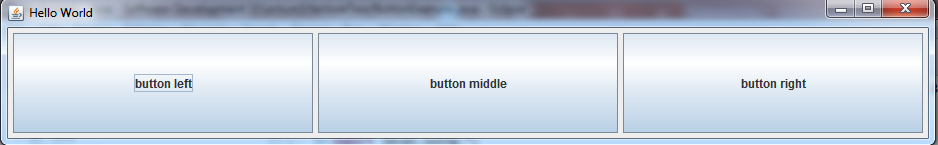 Hello World
button left
button middle
button right